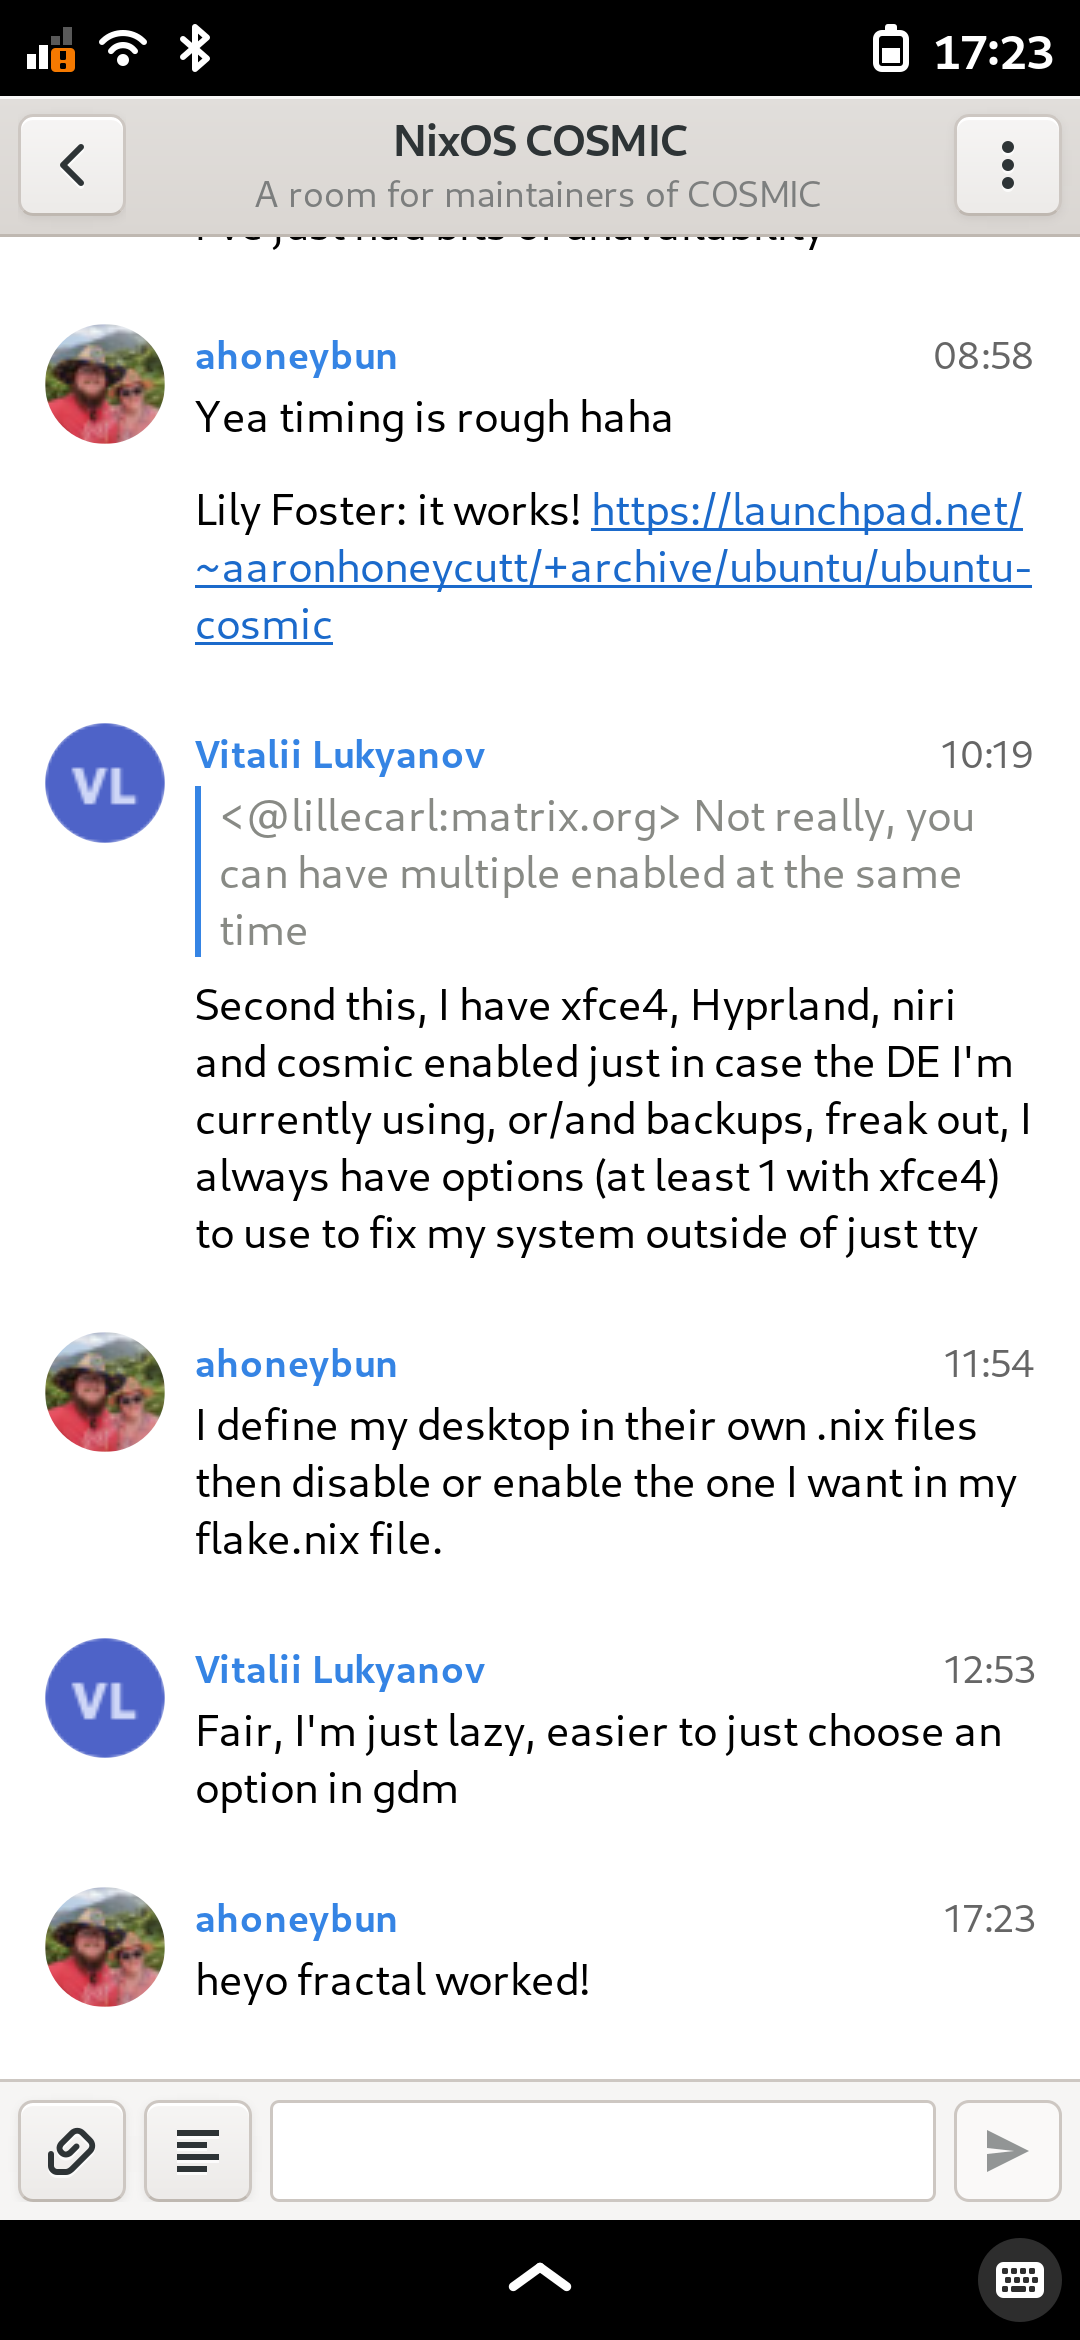 17:23
NixOS COSMIC
A room for maintainers of COSMIC
I've just had bits of unavailability
ahoneybun 08:58
Yea timing is rough haha
Lily Foster: it works! https://launchpad.net/
~aaronhoneycutt/+archive/ubuntu/ubuntu-
cosmic
VL
Vitalii Lukyanov 10:19
<@lillecarl:matrix.org> Not really, you
can have multiple enabled at the same
time
Second this, I have xfce4, Hyprland, niri
and cosmic enabled just in case the DE I'm
currently using, or/and backups, freak out, I
always have options (at least 1 with xfce4)
to use to fix my system outside of just tty
ahoneybun 11:54
I define my desktop in their own .nix files
then disable or enable the one I want in my
flake.nix file.
VL
Vitalii Lukyanov 12:53
Fair, I'm just lazy, easier to just choose an
option in gdm
ahoneybun 17:23
heyo fractal worked!